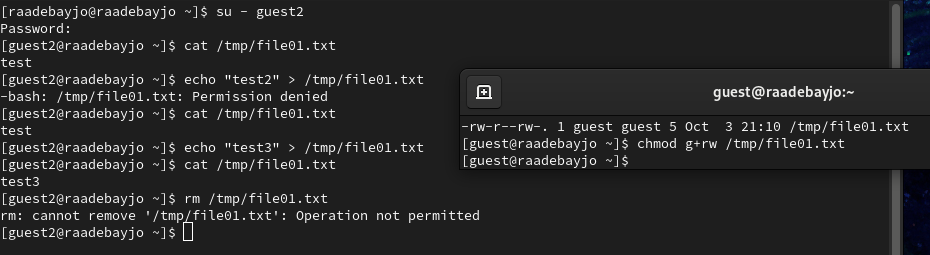 [raadebayjo@raadebayjo ~]$ su - guest2
Password:
[guest2@raadebayjo ~]$ cat /tmp/file01.txt
test
[guest2@raadebayjo ~]$ echo "test2" > /tmp/file01.txt
-bash: /tmp/file01.txt: Permission denied
[guest2@raadebayjo ~]$ cat /tmp/file01.txt
test
[guest2@raadebayjo ~]$ echo "test3" > /tmp/file01.txt
[guest2@raadebayjo ~]$ cat /tmp/file01.txt
test3
[guest2@raadebayjo ~]$ rm /tmp/file01.txt
rm: cannot remove '/tmp/file01.txt': Operation not permitted
[guest2@raadebayjo ~]$
guest@raadebayjo:~
-rw-r--rw-. 1 guest guest 5 Oct  3 21:10 /tmp/file01.txt
[guest@raadebayjo ~]$ chmod g+rw /tmp/file01.txt
[guest@raadebayjo ~]$